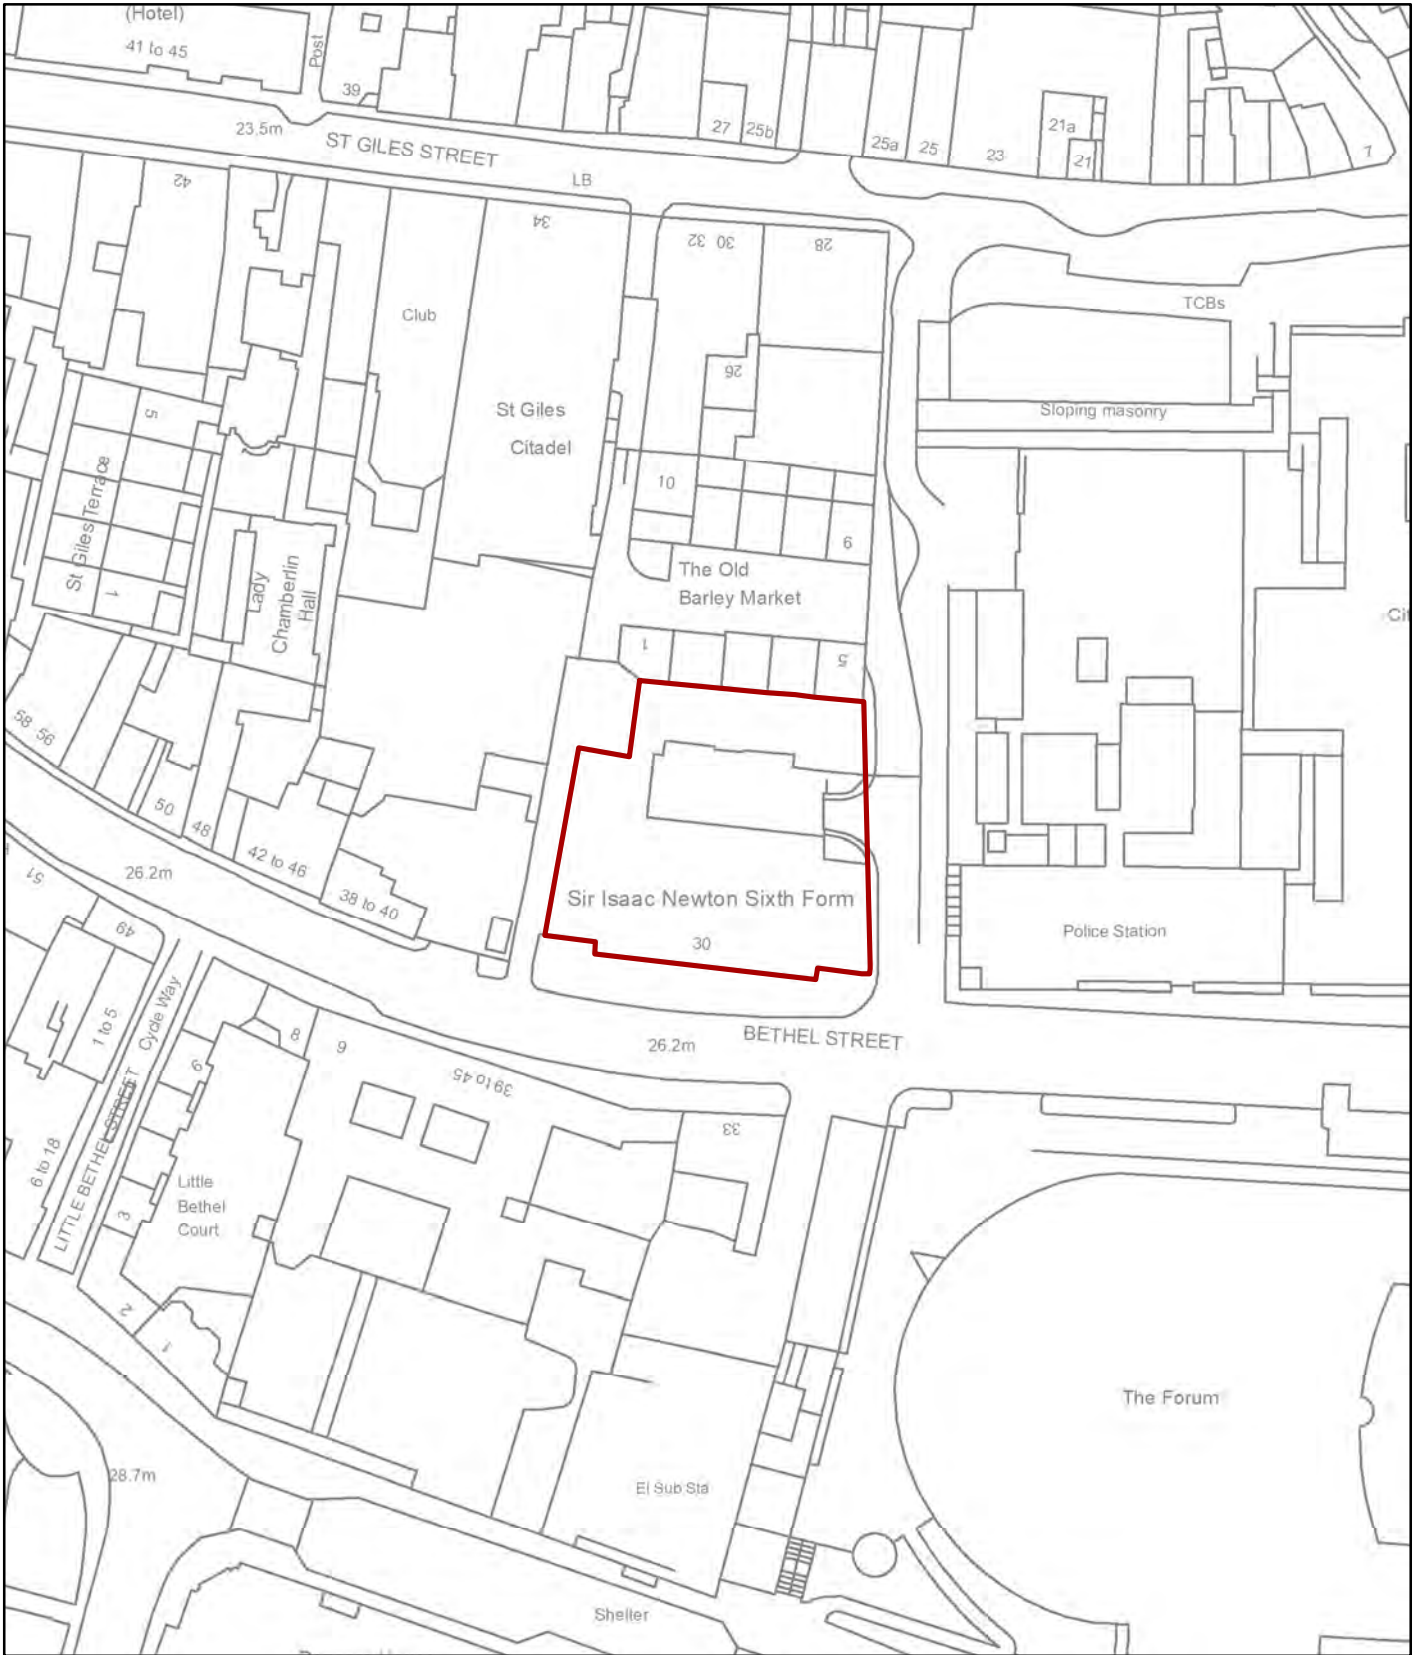 (Hotel)
41 to 45
Post
39
23.5m
ST GILES STREET
LB
27
25b
25a
25
23
21a
21
7
42
34
32
30
28
TCBs
Club
26
Sloping masonry
St Giles
Citadel
5
St Giles Terrace
1
10
6
Lady
Chamberlin
Hall
The Old
Barley Market
1
5
58
56
50
48
42 to 46
38 to 40
26.2m
51
49
Sir Isaac Newton Sixth Form
30
Police Station
BETHEL STREET
26.2m
1 to 5
Cycle Way
LITTLE BETHEL STREET
6 to 18
8
9
6
39 to 45
33
Little
Bethel
Court
3
2
1
The Forum
28.7m
El Sub Sta
Shelter